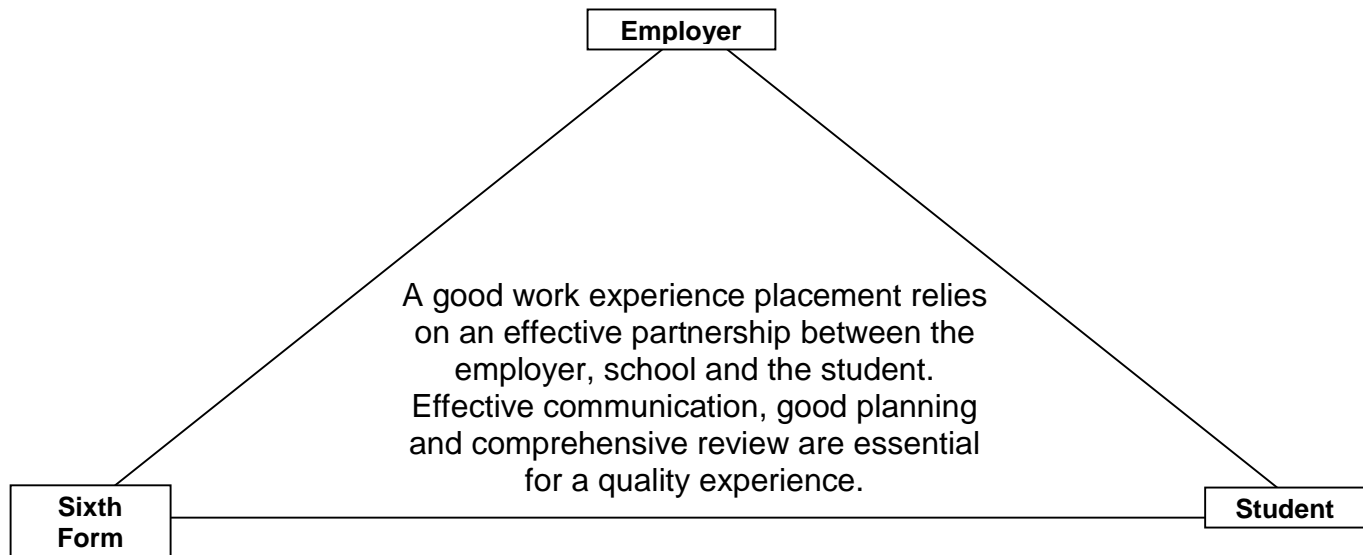 Employer
A good work experience placement relies
on an effective partnership between the
employer, school and the student.
Effective communication, good planning
and comprehensive review are essential
for a quality experience.
Sixth
Form
Student